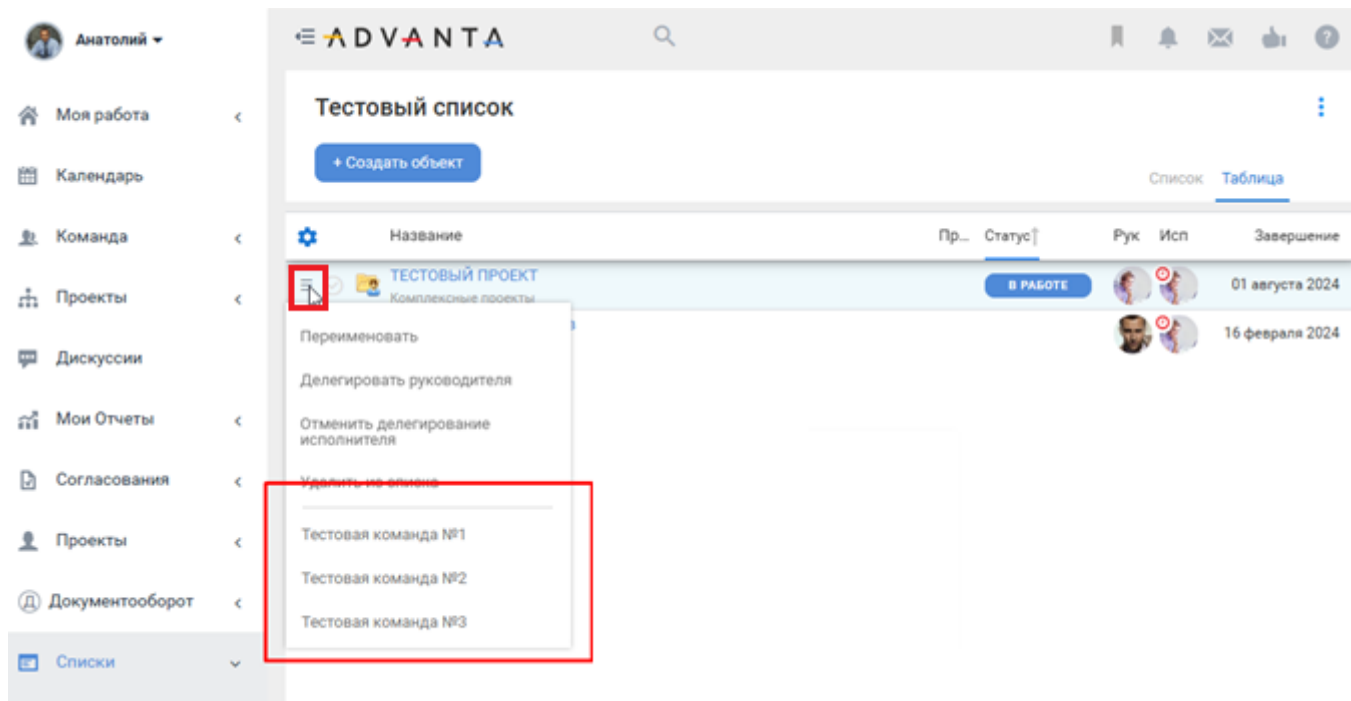 Анатолий
ADVANTA
Моя работа
Календарь
Команда
Проекты
Дискуссии
Мои Отчеты
Согласования
Проекты
Документооборот
Списки
Тестовый список
+ Создать объект
Список Таблица
Название Пр... Статус Рук Исп Завершение
ТЕСТОВЫЙ ПРОЕКТ В РАБОТЕ 01 августа 2024
Комплексные проекты
16 февраля 2024
Переименовать
Делегировать руководителя
Отменить делегирование
исполнителя
Удалить из списка
Тестовая команда №1
Тестовая команда №2
Тестовая команда №3